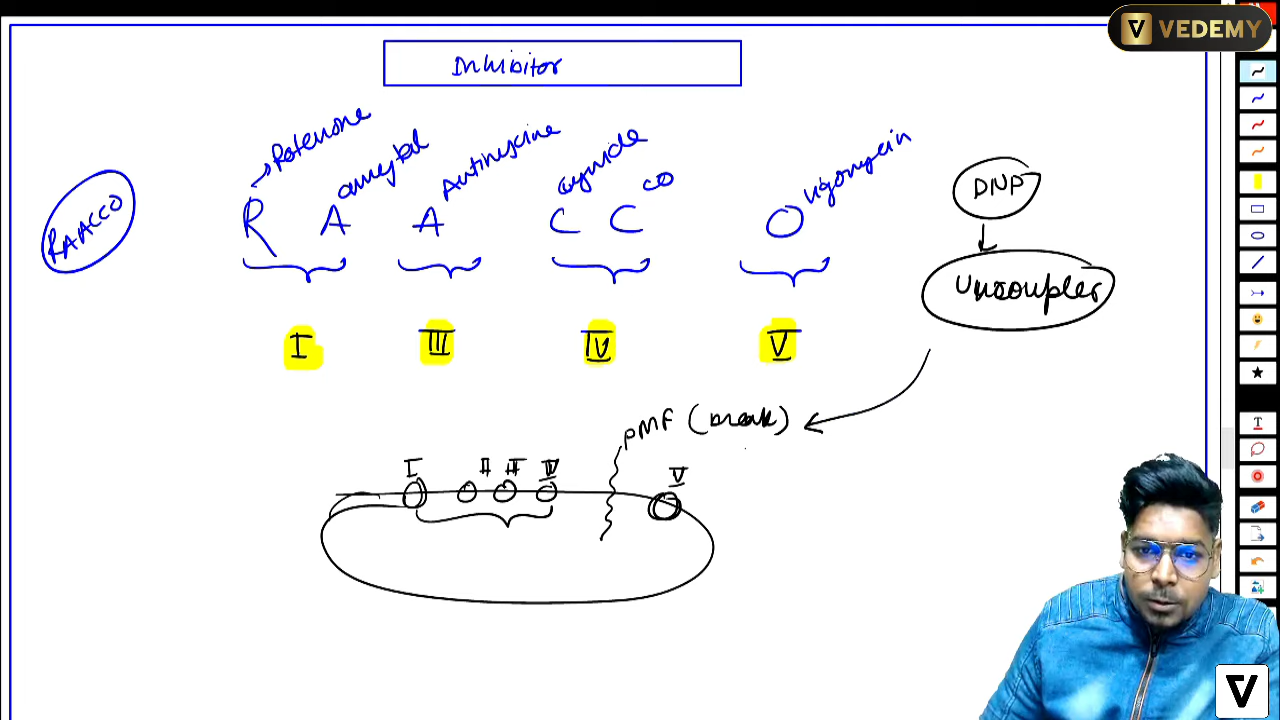 VEDEMY
Inhibitor
RAACCO
Rotenone
amytal
Antimycine
cyanide
CO
oligomycin
R A A C C O
DNP
Uncoupler
I III IV V
PMF (break)
I II III IV V
T